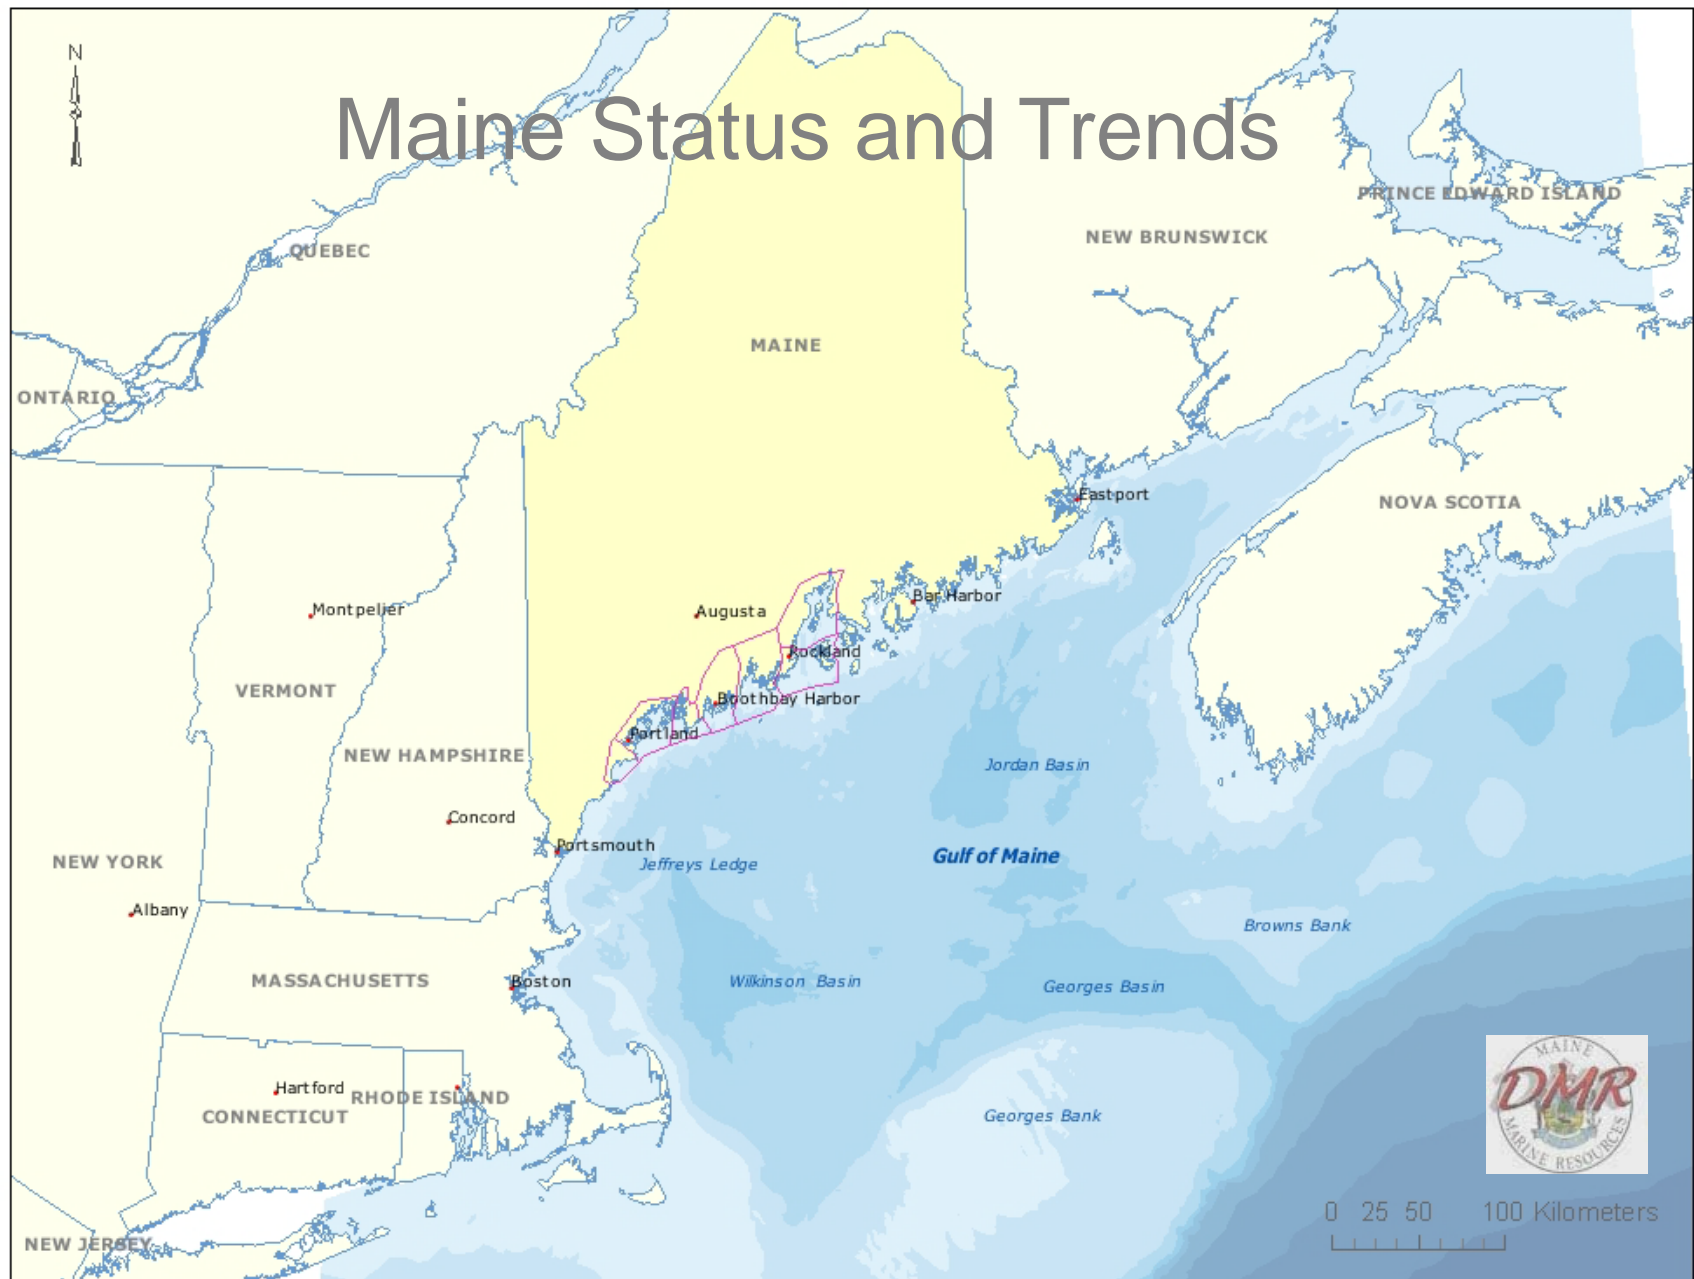 N
Maine Status and Trends
PRINCE EDWARD ISLAND
NEW BRUNSWICK
QUEBEC
MAINE
ONTARIO
Eastport
NOVA SCOTIA
Bar Harbor
Montpelier
Augusta
Rockland
VERMONT
Boothbay Harbor
Portland
NEW HAMPSHIRE
Jordan Basin
Concord
Portsmouth
NEW YORK
Jeffreys Ledge
Gulf of Maine
Albany
Browns Bank
MASSACHUSETTS
Boston
Wilkinson Basin
Georges Basin
MAINE
DMR
MARINE RESOURCES
Hartford
RHODE ISLAND
CONNECTICUT
Georges Bank
0 25 50 100 Kilometers
NEW JERSEY